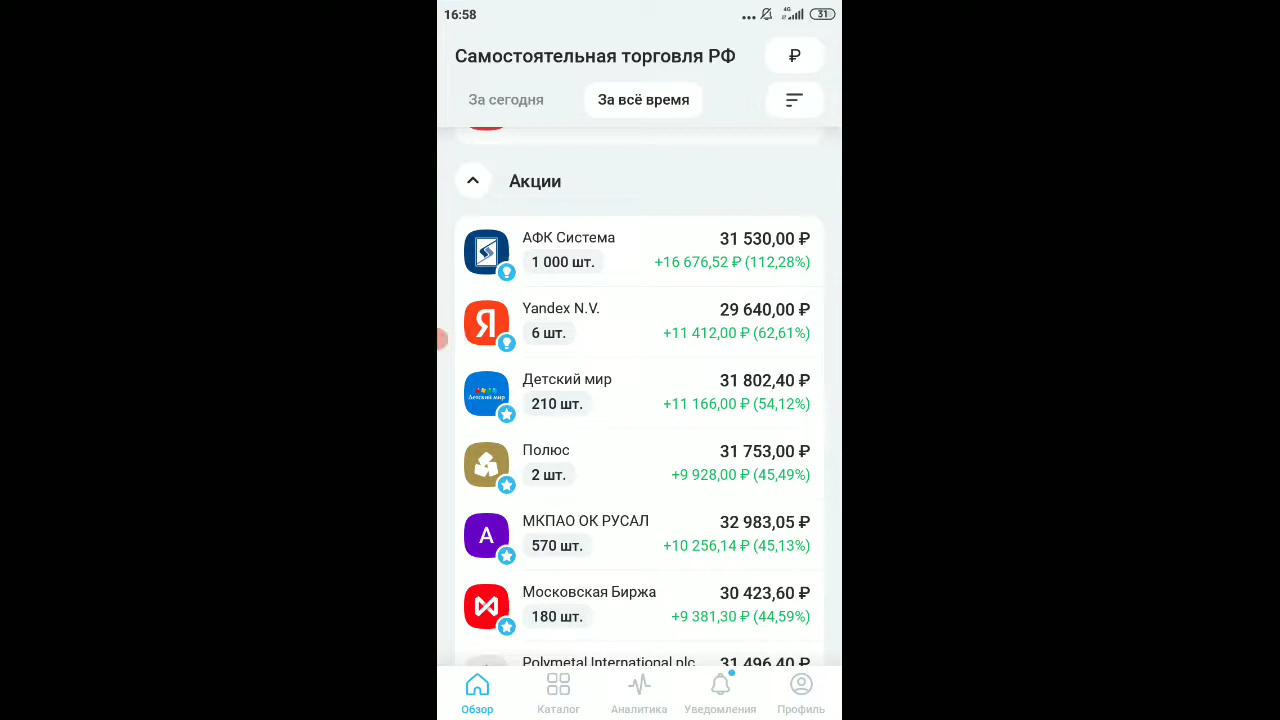 16:58
4G
31
Самостоятельная торговля РФ
₽
За сегодня
За всё время
Акции
АФК Система
31 530,00 ₽
1 000 шт.
+16 676,52 ₽ (112,28%)
Я
Yandex N.V.
29 640,00 ₽
6 шт.
+11 412,00 ₽ (62,61%)
Детский мир
Детский мир
31 802,40 ₽
210 шт.
+11 166,00 ₽ (54,12%)
Полюс
31 753,00 ₽
2 шт.
+9 928,00 ₽ (45,49%)
А
МКПАО ОК РУСАЛ
32 983,05 ₽
570 шт.
+10 256,14 ₽ (45,13%)
Московская Биржа
30 423,60 ₽
180 шт.
+9 381,30 ₽ (44,59%)
Polymetal International plc
31 496,40 ₽
Обзор
Каталог
Аналитика
Уведомления
Профиль